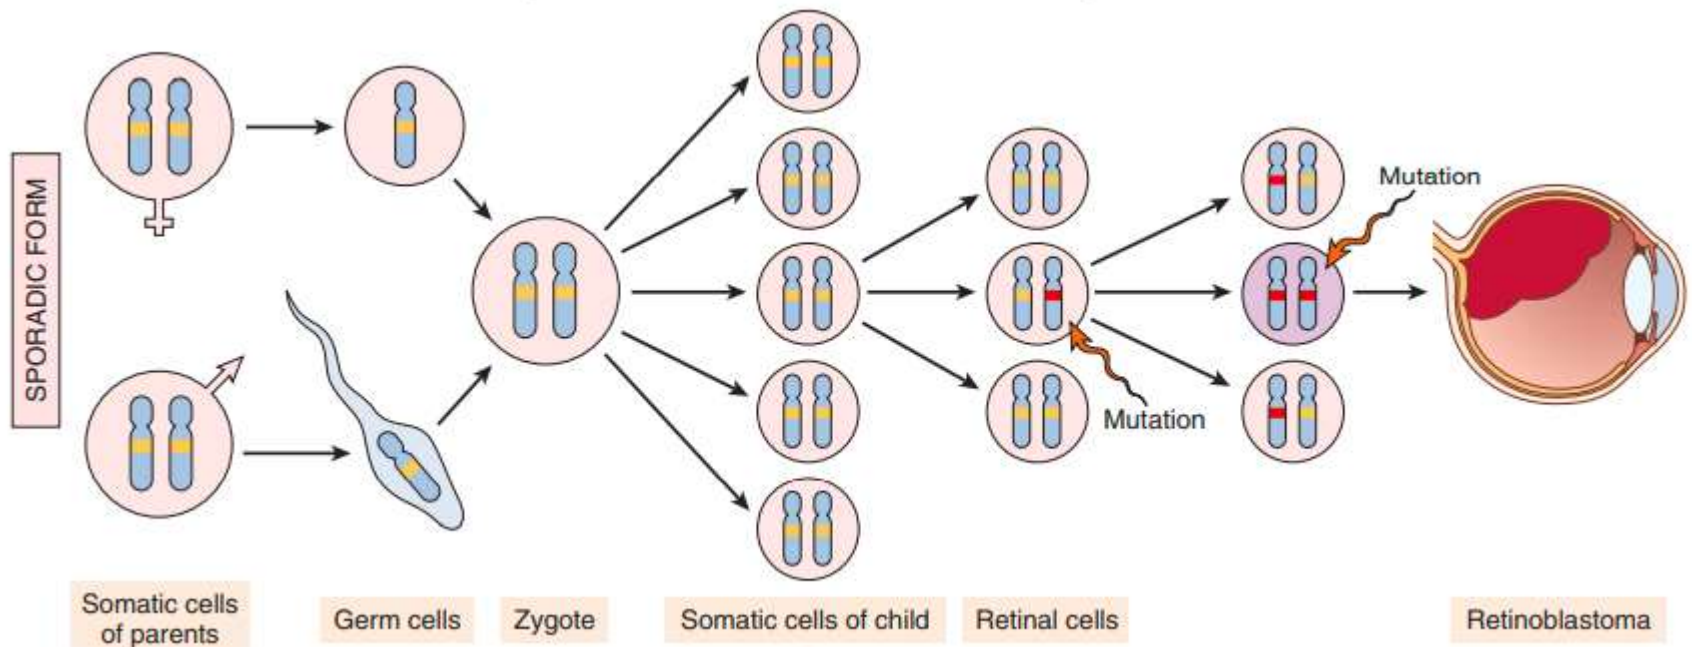 SPORADIC FORM
Mutation
Mutation
Somatic cells
of parents
Germ cells
Zygote
Somatic cells of child
Retinal cells
Retinoblastoma